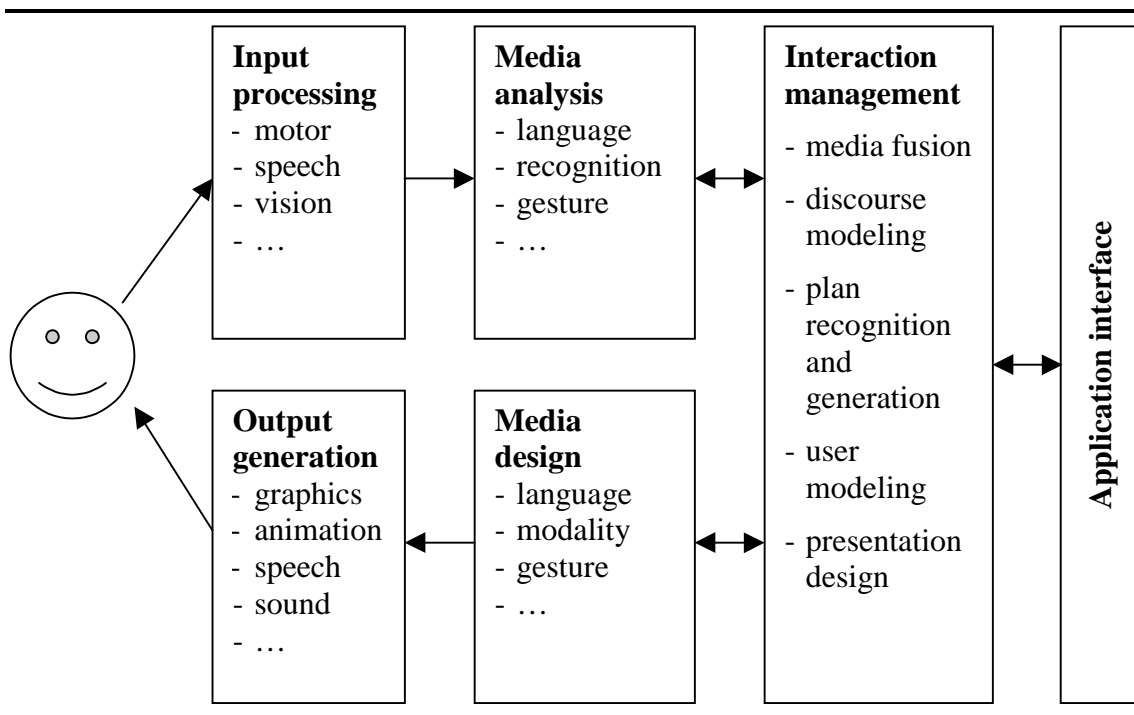 Input
processing
- motor
- speech
- vision
- …
Media
analysis
- language
- recognition
- gesture
- …
Interaction
management
- media fusion
- discourse
modeling
- plan
recognition
and
generation
- user
modeling
- presentation
design
Application interface
Output
generation
- graphics
- animation
- speech
- sound
- …
Media
design
- language
- modality
- gesture
- …